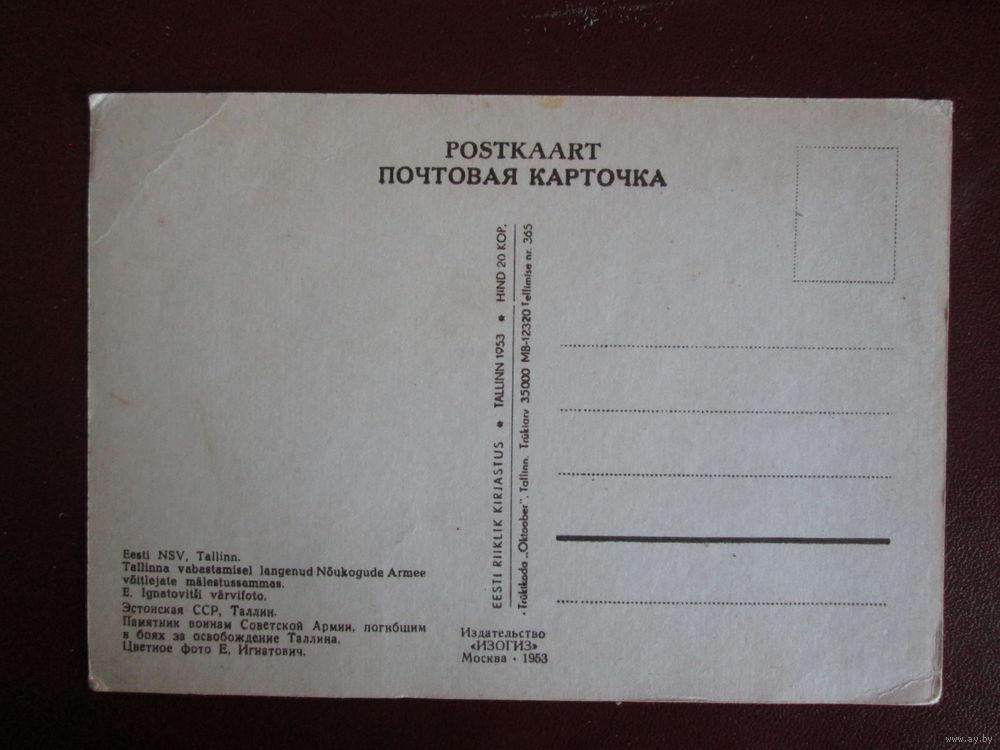 POSTKAART
ПОЧТОВАЯ КАРТОЧКА
EESTI RIIKLIK KIRJASTUS * TALLINN 1953 * HIND 20 KOP.
Trükikoda „Oktoober“, Tallinn. Trükiarv 35000 MB-12320 Tellimise nr. 365
Eesti NSV, Tallinn.
Tallinna vabastamisel langenud Nõukogude Armee
võitlejate mälestussammas.
E. Ignatovitši värvifoto.
Эстонская ССР, Таллин.
Памятник воинам Советской Армии, погибшим
в боях за освобождение Таллина.
Цветное фото Е. Игнатович.
Издательство
«ИЗОГИЗ»
Москва · 1953
www.ay.by